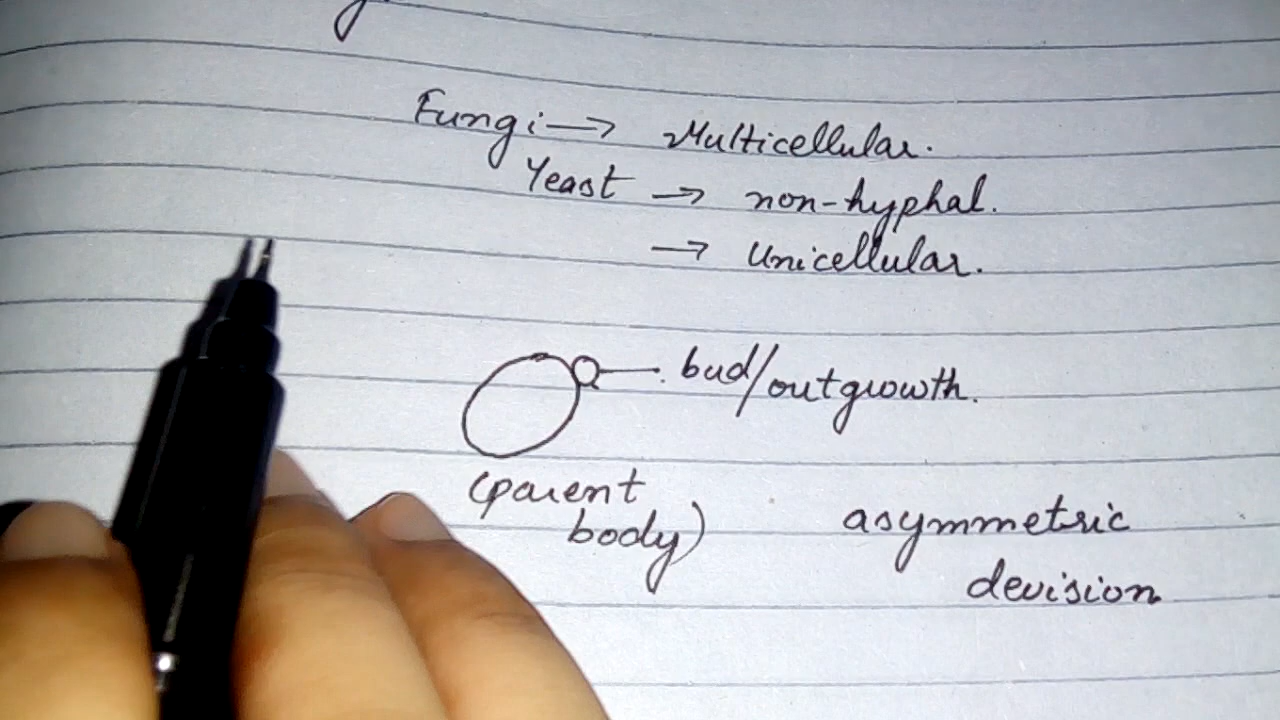 Fungi → Multicellular.
Yeast → non-hyphal.
→ Unicellular.
bud/outgrowth.
(parent
body)
asymmetric
devision